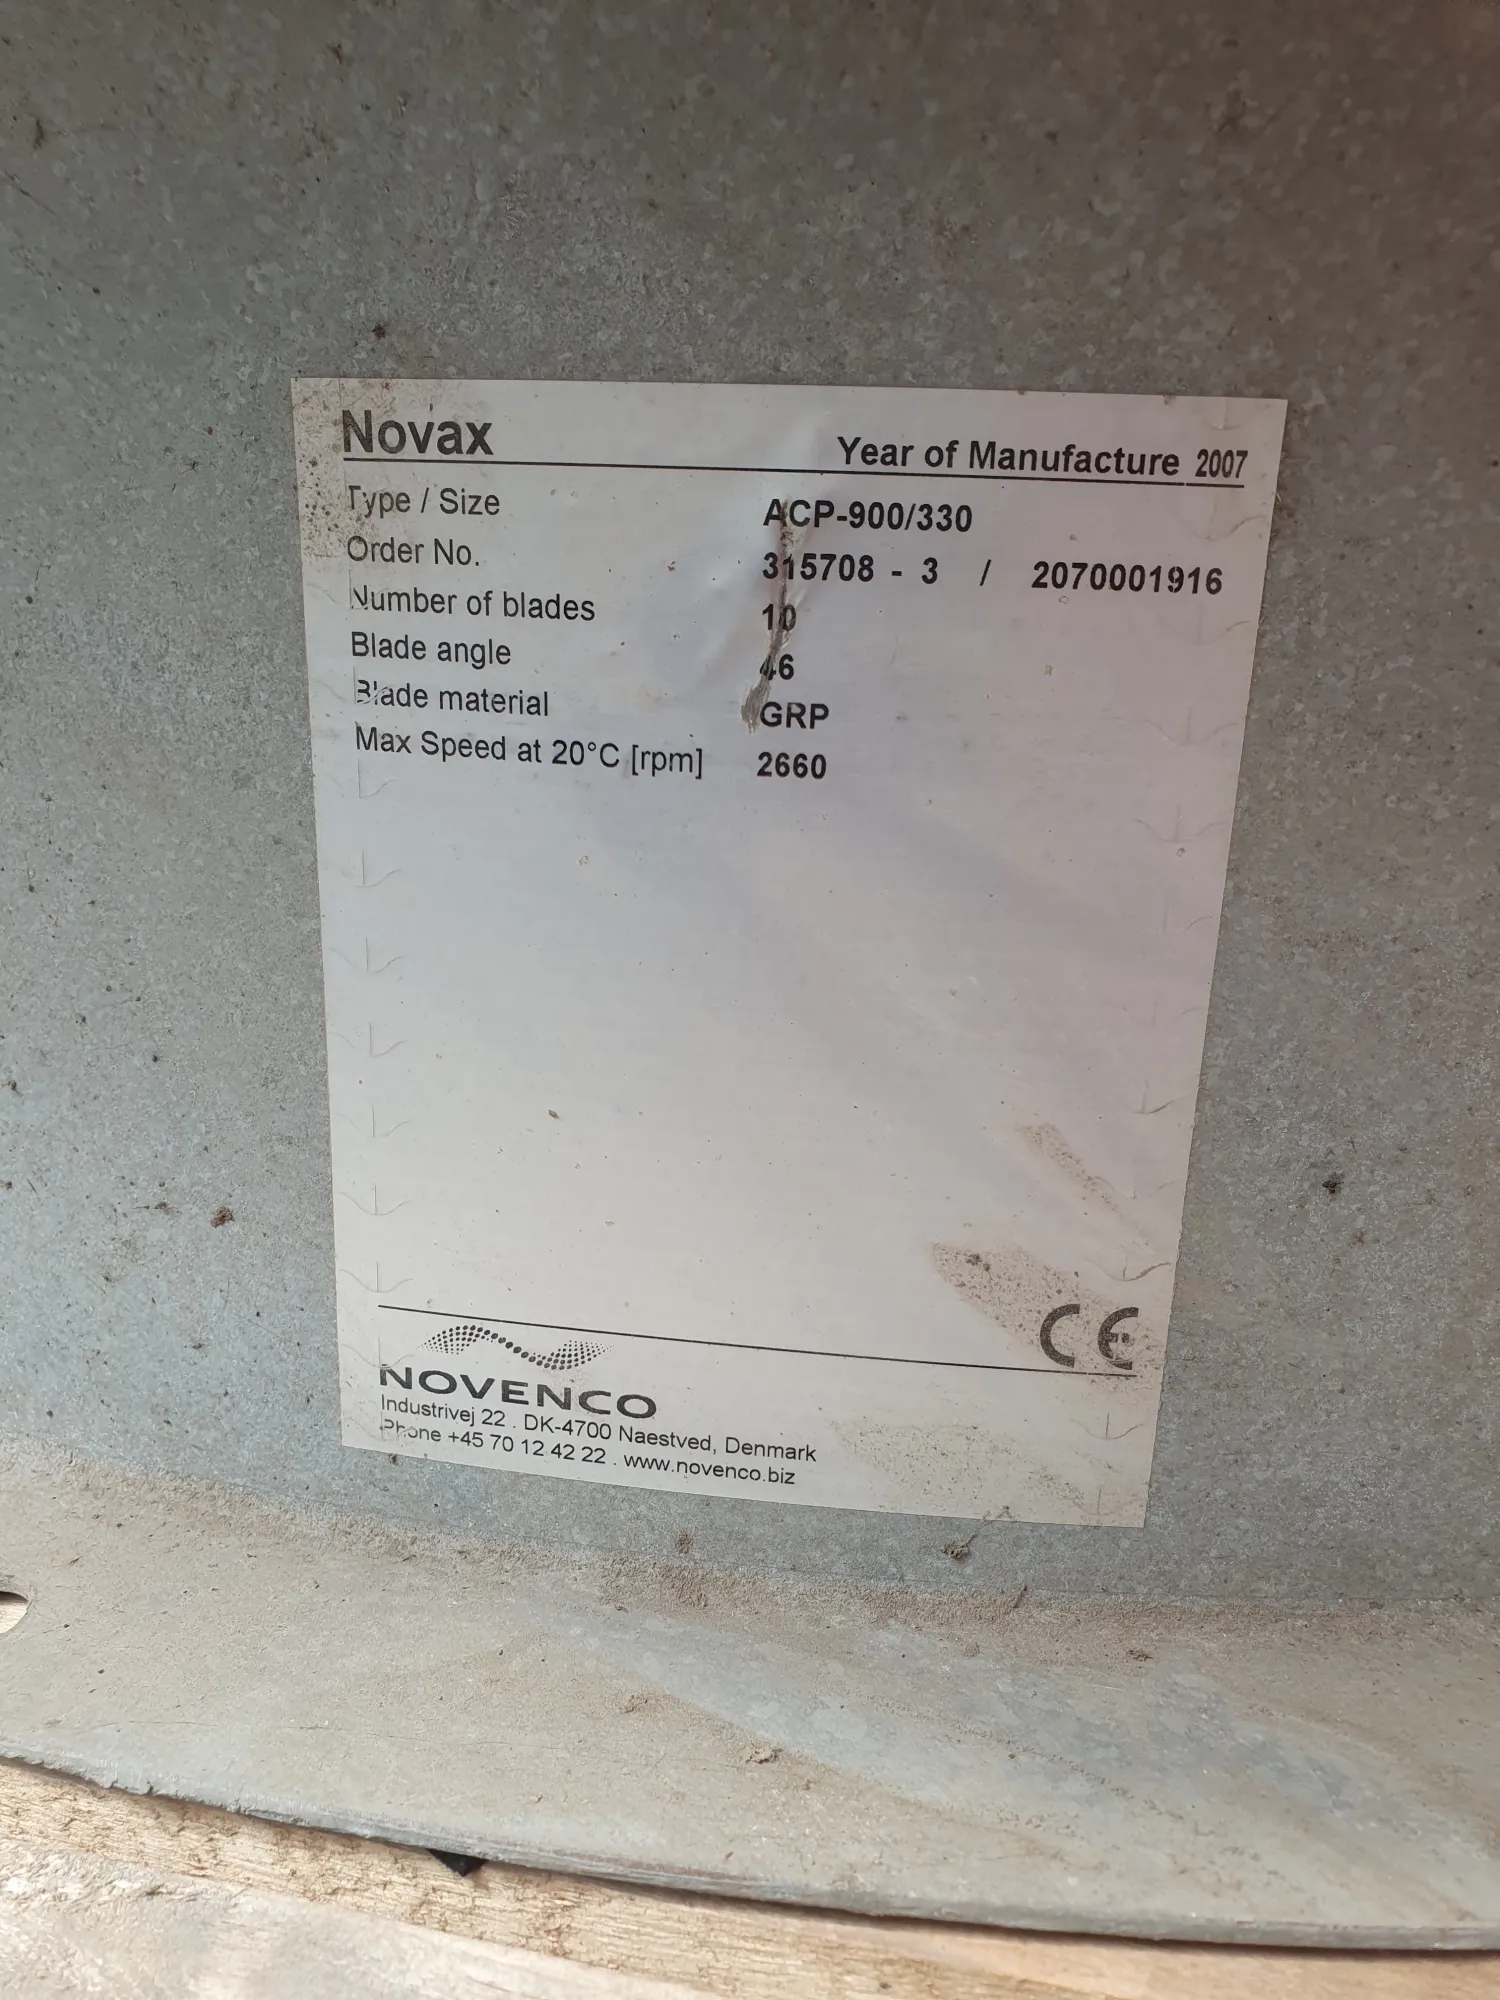 Novax
Year of Manufacture 2007
Type / Size ACP-900/330
Order No. 315708 - 3 / 2070001916
Number of blades 10
Blade angle 46
Blade material GRP
Max Speed at 20°C [rpm] 2660
CE
NOVENCO
Industrivej 22 . DK-4700 Naestved, Denmark
Phone +45 70 12 42 22 . www.novenco.biz